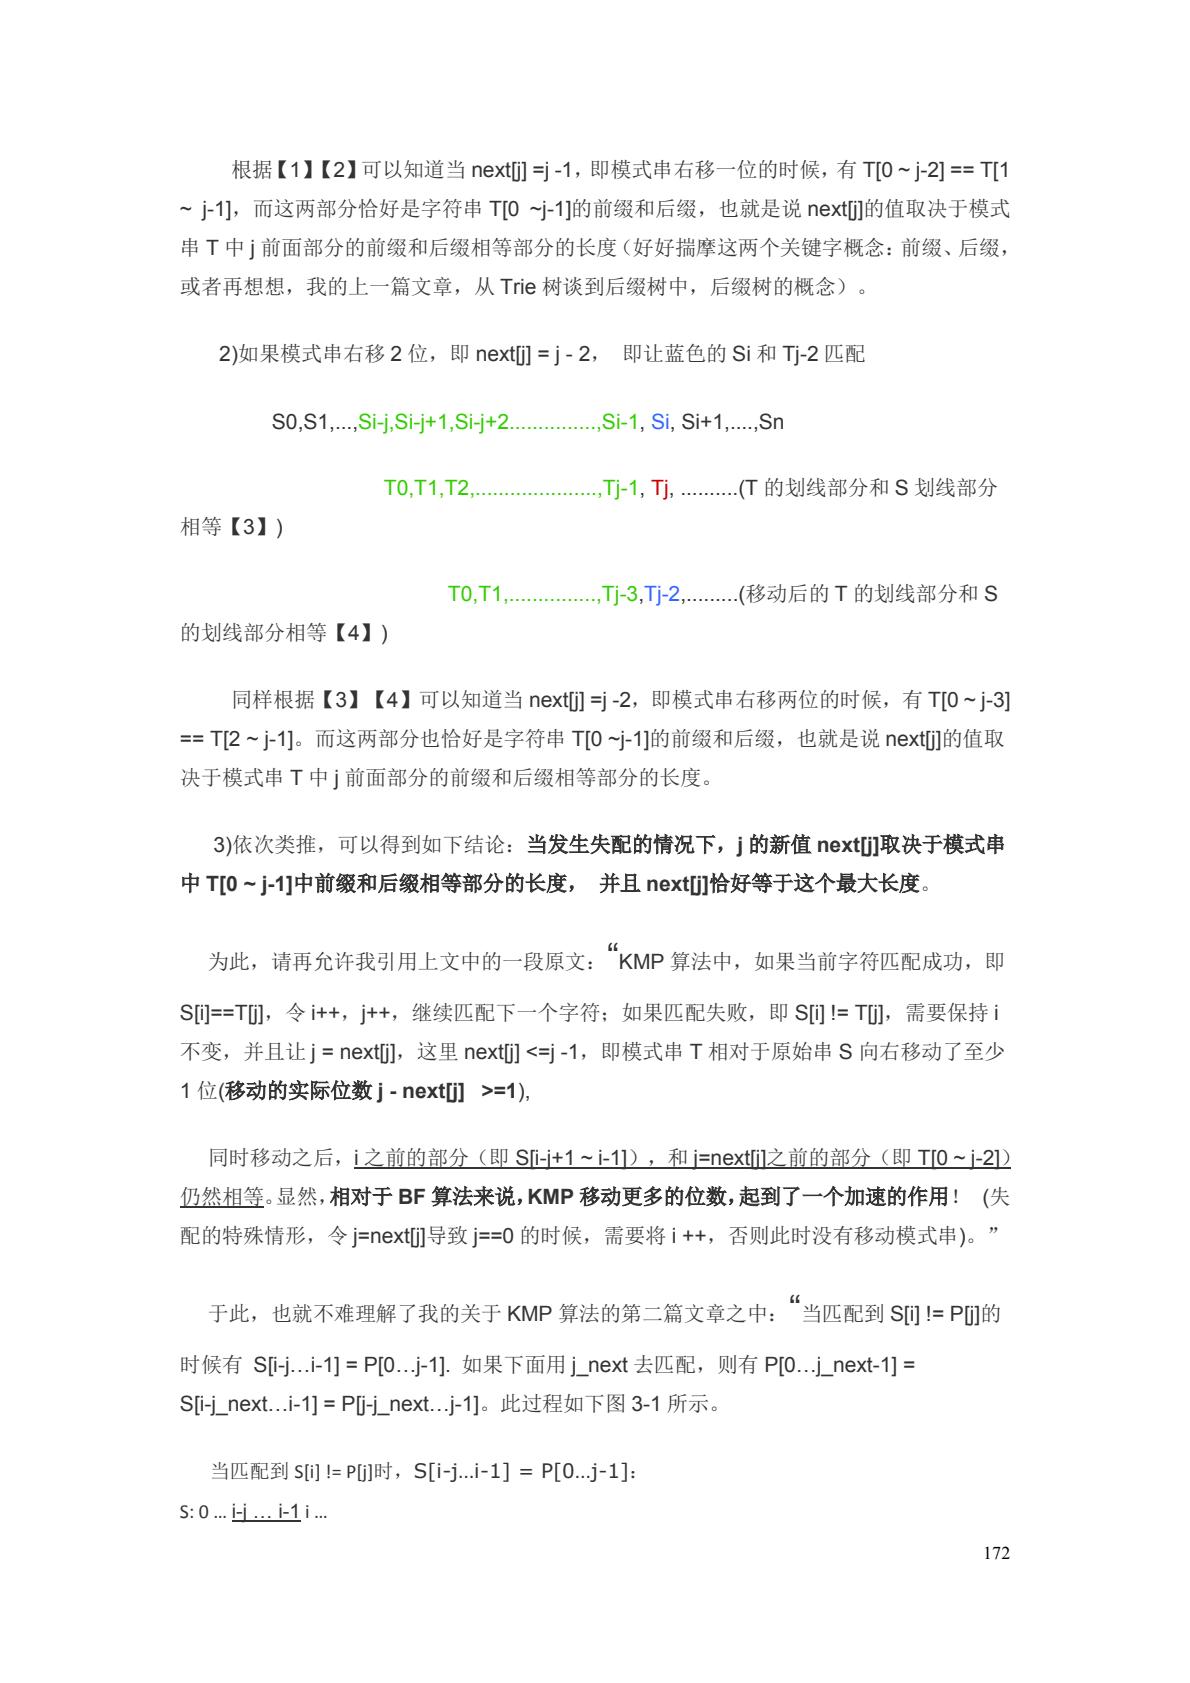 根据【1】【2】可以知道当 next[j] =j -1，即模式串右移一位的时候，有 T[0 ~ j-2] == T[1
~ j-1]，而这两部分恰好是字符串 T[0 ~j-1]的前缀和后缀，也就是说 next[j]的值取决于模式
串 T 中 j 前面部分的前缀和后缀相等部分的长度（好好揣摩这两个关键字概念：前缀、后缀，
或者再想想，我的上一篇文章，从 Trie 树谈到后缀树中，后缀树的概念）。
2)如果模式串右移 2 位，即 next[j] = j - 2， 即让蓝色的 Si 和 Tj-2 匹配
S0,S1,...,Si-j,Si-j+1,Si-j+2...............,Si-1, Si, Si+1,....,Sn
T0,T1,T2,.....................,Tj-1, Tj, ..........(T 的划线部分和 S 划线部分
相等【3】)
T0,T1,...............,Tj-3,Tj-2,.........(移动后的 T 的划线部分和 S
的划线部分相等【4】)
同样根据【3】【4】可以知道当 next[j] =j -2，即模式串右移两位的时候，有 T[0 ~ j-3]
== T[2 ~ j-1]。而这两部分也恰好是字符串 T[0 ~j-1]的前缀和后缀，也就是说 next[j]的值取
决于模式串 T 中 j 前面部分的前缀和后缀相等部分的长度。
3)依次类推，可以得到如下结论：当发生失配的情况下，j 的新值 next[j]取决于模式串
中 T[0 ~ j-1]中前缀和后缀相等部分的长度， 并且 next[j]恰好等于这个最大长度。
为此，请再允许我引用上文中的一段原文：“KMP 算法中，如果当前字符匹配成功，即
S[i]==T[j]，令 i++，j++，继续匹配下一个字符；如果匹配失败，即 S[i] != T[j]，需要保持 i
不变，并且让 j = next[j]，这里 next[j] <=j -1，即模式串 T 相对于原始串 S 向右移动了至少
1 位(移动的实际位数 j - next[j] >=1),
同时移动之后，i 之前的部分（即 S[i-j+1 ~ i-1]），和 j=next[j]之前的部分（即 T[0 ~ j-2]）
仍然相等。显然，相对于 BF 算法来说，KMP 移动更多的位数，起到了一个加速的作用！ (失
配的特殊情形，令 j=next[j]导致 j==0 的时候，需要将 i ++，否则此时没有移动模式串)。”
于此，也就不难理解了我的关于 KMP 算法的第二篇文章之中：“当匹配到 S[i] != P[j]的
时候有 S[i-j…i-1] = P[0…j-1]. 如果下面用 j_next 去匹配，则有 P[0…j_next-1] =
S[i-j_next…i-1] = P[j-j_next…j-1]。此过程如下图 3-1 所示。
当匹配到 S[i] != P[j]时，S[i-j…i-1] = P[0…j-1]:
S: 0 … i-j … i-1 i …
172